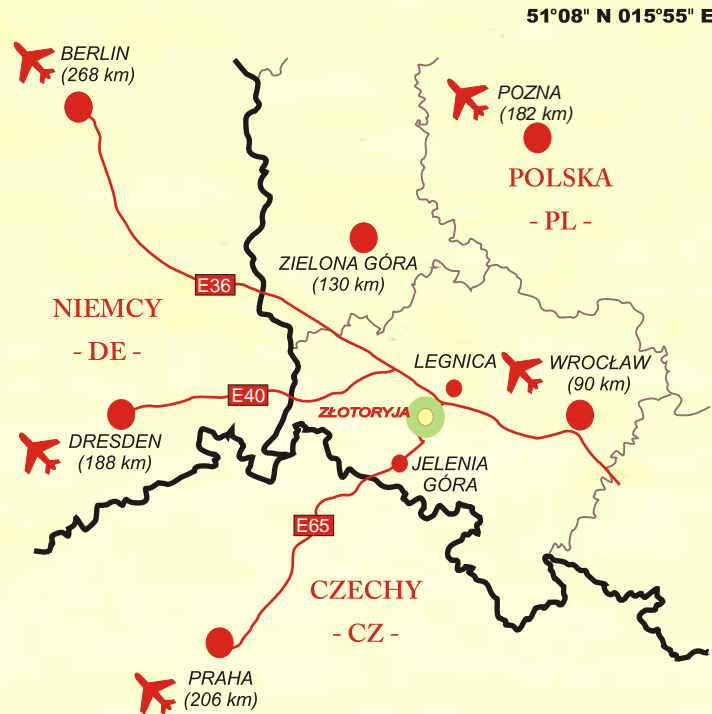 51°08" N 015°55" E
BERLIN
(268 km)
POZNA
(182 km)
POLSKA
- PL -
ZIELONA GÓRA
(130 km)
E36
NIEMCY
- DE -
LEGNICA
WROCŁAW
(90 km)
E40
ZŁOTORYJA
DRESDEN
(188 km)
JELENIA
GÓRA
E65
CZECHY
- CZ -
PRAHA
(206 km)